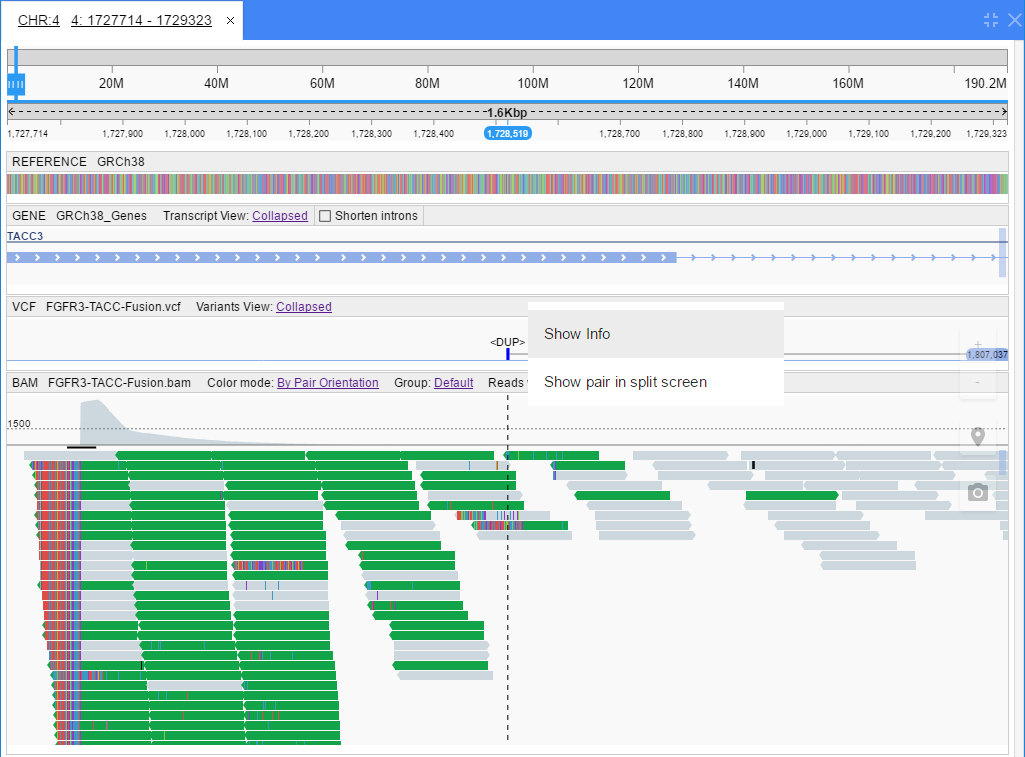 CHR:4 4: 1727714 - 1729323 ×
20M 40M 60M 80M 100M 120M 140M 160M 190.2M
1.6Kbp
1,727,714 1,727,900 1,728,000 1,728,100 1,728,200 1,728,300 1,728,400 1,728,519 1,728,700 1,728,800 1,729,000 1,729,100 1,729,200 1,729,323
REFERENCE GRCh38
GENE GRCh38_Genes Transcript View: Collapsed Shorten introns
TACC3
VCF FGFR3-TACC-Fusion.vcf Variants View: Collapsed
Show Info
<DUP>
+
1,807,037
BAM FGFR3-TACC-Fusion.bam Color mode: By Pair Orientation Group: Default Reads
Show pair in split screen
-
1500